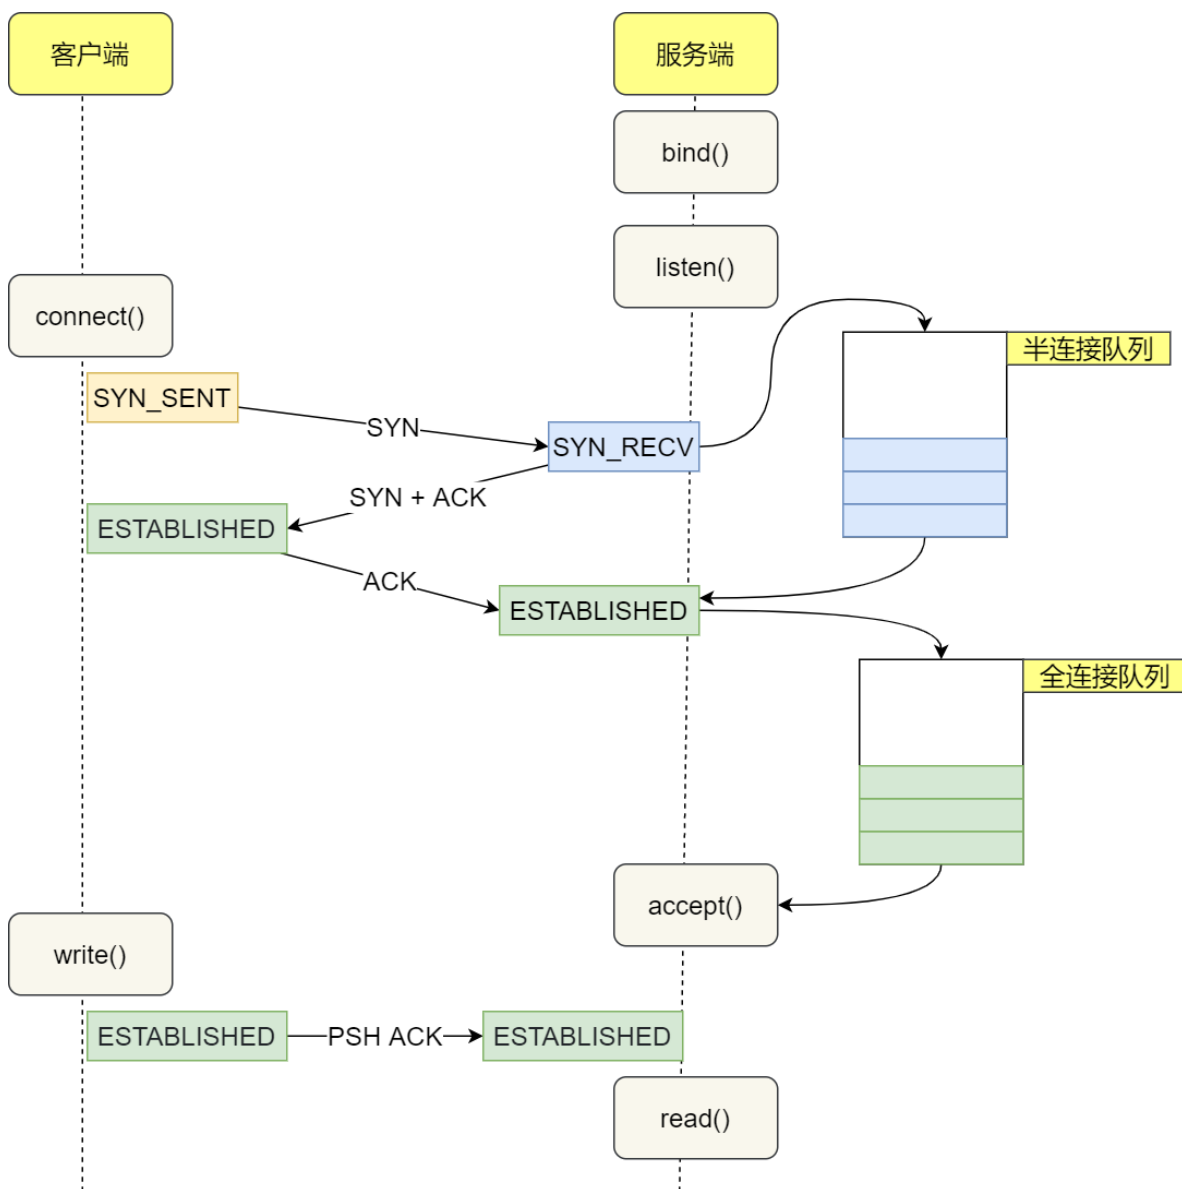 客户端
服务端
bind()
listen()
connect()
半连接队列
SYN_SENT
SYN
SYN_RECV
SYN + ACK
ESTABLISHED
ACK
ESTABLISHED
全连接队列
accept()
write()
ESTABLISHED
PSH ACK
ESTABLISHED
read()